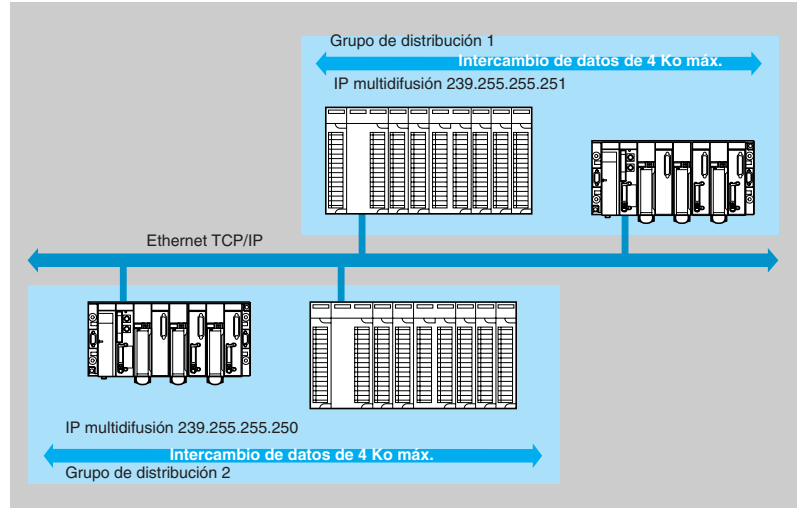 Grupo de distribución 1
Intercambio de datos de 4 Ko máx.
IP multidifusión 239.255.255.251
Ethernet TCP/IP
IP multidifusión 239.255.255.250
Intercambio de datos de 4 Ko máx.
Grupo de distribución 2